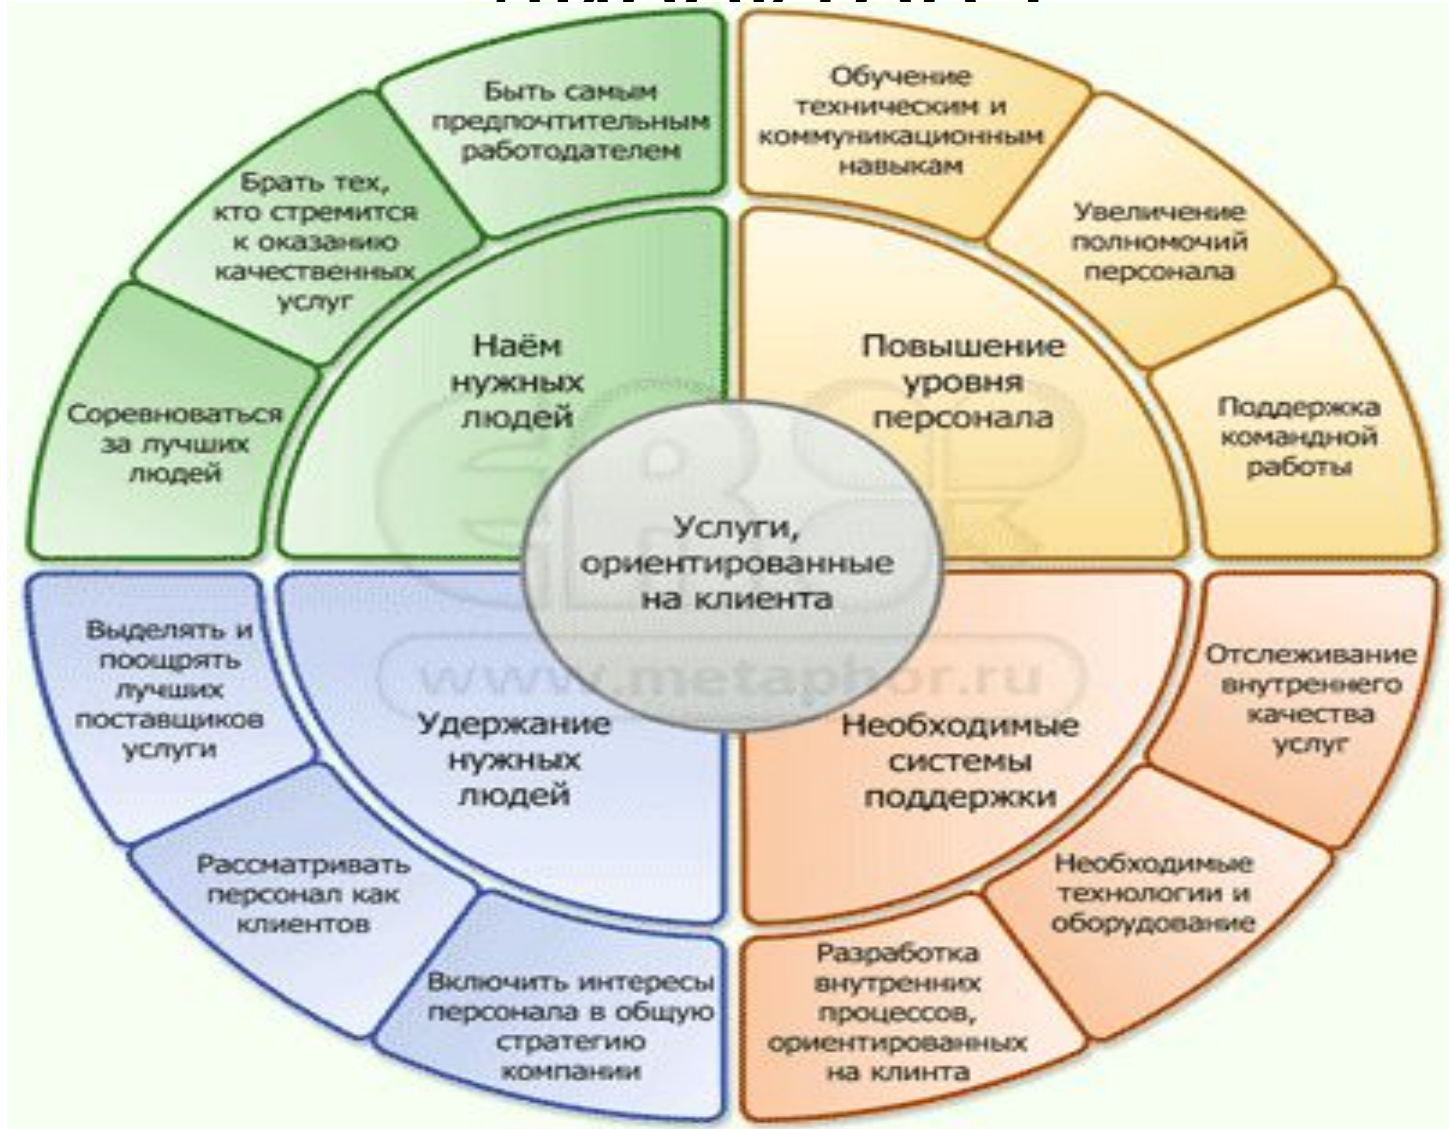 Быть самым
предпочтительным
работодателем
Обучение
техническим и
коммуникационным
навыкам
Брать тех,
кто стремится
к оказанию
качественных
услуг
Увеличение
полномочий
персонала
Соревноваться
за лучших
людей
Наём
нужных
людей
Повышение
уровня
персонала
Поддержка
командной
работы
Услуги,
ориентированные
на клиента
www.metaphor.ru
Выделять и
поощрять
лучших
поставщиков
услуги
Удержание
нужных
людей
Необходимые
системы
поддержки
Отслеживание
внутреннего
качества
услуг
Рассматривать
персонал как
клиентов
Необходимые
технологии и
оборудование
Включить интересы
персонала в общую
стратегию
компании
Разработка
внутренних
процессов,
ориентированных
на клинта